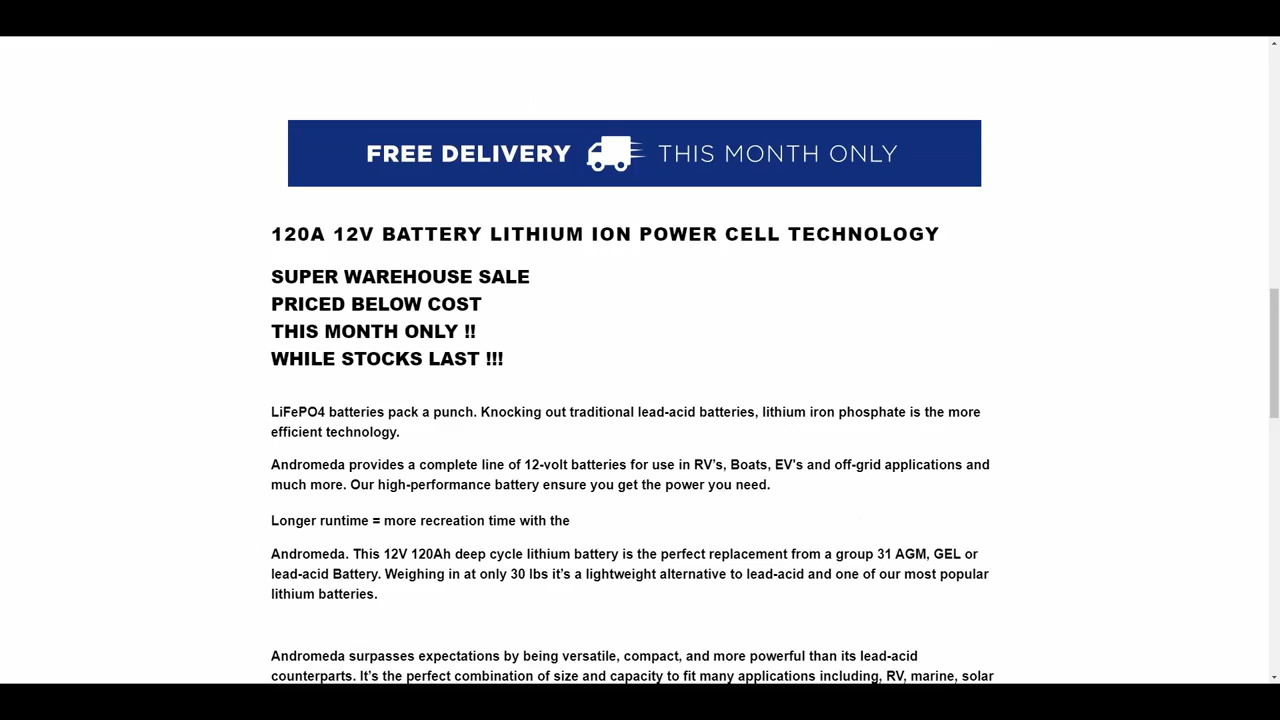 FREE DELIVERY THIS MONTH ONLY
120A 12V BATTERY LITHIUM ION POWER CELL TECHNOLOGY
SUPER WAREHOUSE SALE
PRICED BELOW COST
THIS MONTH ONLY !!
WHILE STOCKS LAST !!!
LiFePO4 batteries pack a punch. Knocking out traditional lead-acid batteries, lithium iron phosphate is the more
efficient technology.
Andromeda provides a complete line of 12-volt batteries for use in RV's, Boats, EV's and off-grid applications and
much more. Our high-performance battery ensure you get the power you need.
Longer runtime = more recreation time with the
Andromeda. This 12V 120Ah deep cycle lithium battery is the perfect replacement from a group 31 AGM, GEL or
lead-acid Battery. Weighing in at only 30 lbs it’s a lightweight alternative to lead-acid and one of our most popular
lithium batteries.
Andromeda surpasses expectations by being versatile, compact, and more powerful than its lead-acid
counterparts. It’s the perfect combination of size and capacity to fit many applications including, RV, marine, solar